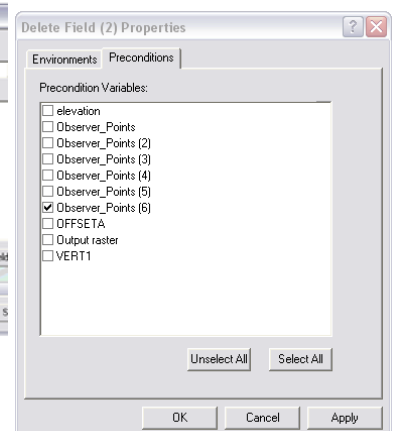 Delete Field (2) Properties
Environments Preconditions
Precondition Variables:
elevation
Observer_Points
Observer_Points (2)
Observer_Points (3)
Observer_Points (4)
Observer_Points (5)
Observer_Points (6)
OFFSETA
Output raster
VERT1
Unselect All Select All
OK Cancel Apply